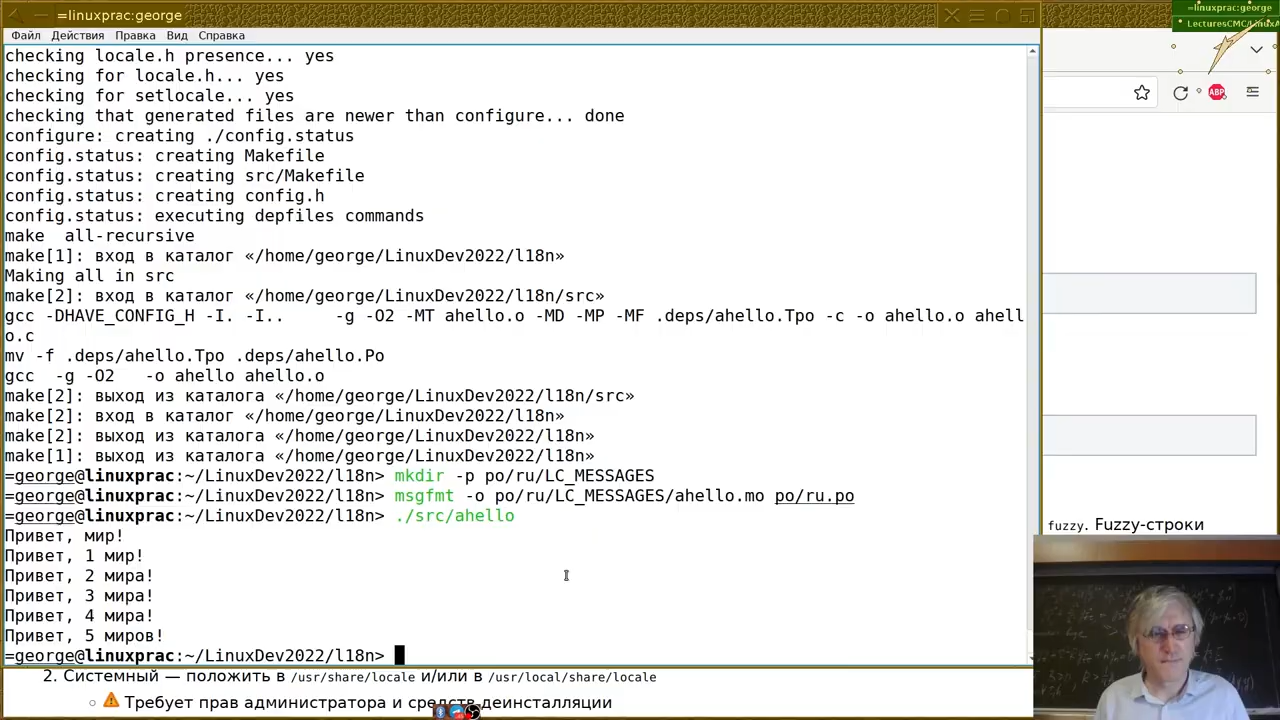 =linuxprac:george
=linuxprac:george
LecturesCMC/LinuxA
Файл Действия Правка Вид Справка
ABP
checking locale.h presence... yes
checking for locale.h... yes
checking for setlocale... yes
checking that generated files are newer than configure... done
configure: creating ./config.status
config.status: creating Makefile
config.status: creating src/Makefile
config.status: creating config.h
config.status: executing depfiles commands
make  all-recursive
make[1]: вход в каталог «/home/george/LinuxDev2022/l18n»
Making all in src
make[2]: вход в каталог «/home/george/LinuxDev2022/l18n/src»
gcc -DHAVE_CONFIG_H -I. -I..     -g -O2 -MT ahello.o -MD -MP -MF .deps/ahello.Tpo -c -o ahello.o ahell
o.c
mv -f .deps/ahello.Tpo .deps/ahello.Po
gcc  -g -O2   -o ahello ahello.o
make[2]: выход из каталога «/home/george/LinuxDev2022/l18n/src»
make[2]: вход в каталог «/home/george/LinuxDev2022/l18n»
make[2]: выход из каталога «/home/george/LinuxDev2022/l18n»
make[1]: выход из каталога «/home/george/LinuxDev2022/l18n»
=george@linuxprac:~/LinuxDev2022/l18n> mkdir -p po/ru/LC_MESSAGES
=george@linuxprac:~/LinuxDev2022/l18n> msgfmt -o po/ru/LC_MESSAGES/ahello.mo po/ru.po
=george@linuxprac:~/LinuxDev2022/l18n> ./src/ahello
Привет, мир!
Привет, 1 мир!
Привет, 2 мира!
Привет, 3 мира!
Привет, 4 мира!
Привет, 5 миров!
=george@linuxprac:~/LinuxDev2022/l18n>
fuzzy. Fuzzy-строки
2. Системный — положить в /usr/share/locale и/или в /usr/local/share/locale
Требует прав администратора и средств деинсталляции